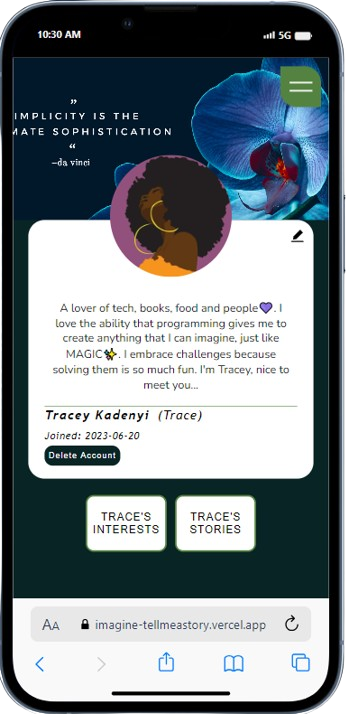 10:30 AM
5G
”
IMPLICITY IS THE
MATE SOPHISTICATION
“
–da vinci
A lover of tech, books, food and people💜. I
love the ability that programming gives me to
create anything that I can imagine, just like
MAGIC✨. I embrace challenges because
solving them is so much fun. I'm Tracey, nice to
meet you...
Tracey Kadenyi (Trace)
Joined: 2023-06-20
Delete Account
TRACE'S
INTERESTS
TRACE'S
STORIES
AA
imagine-tellmeastory.vercel.app